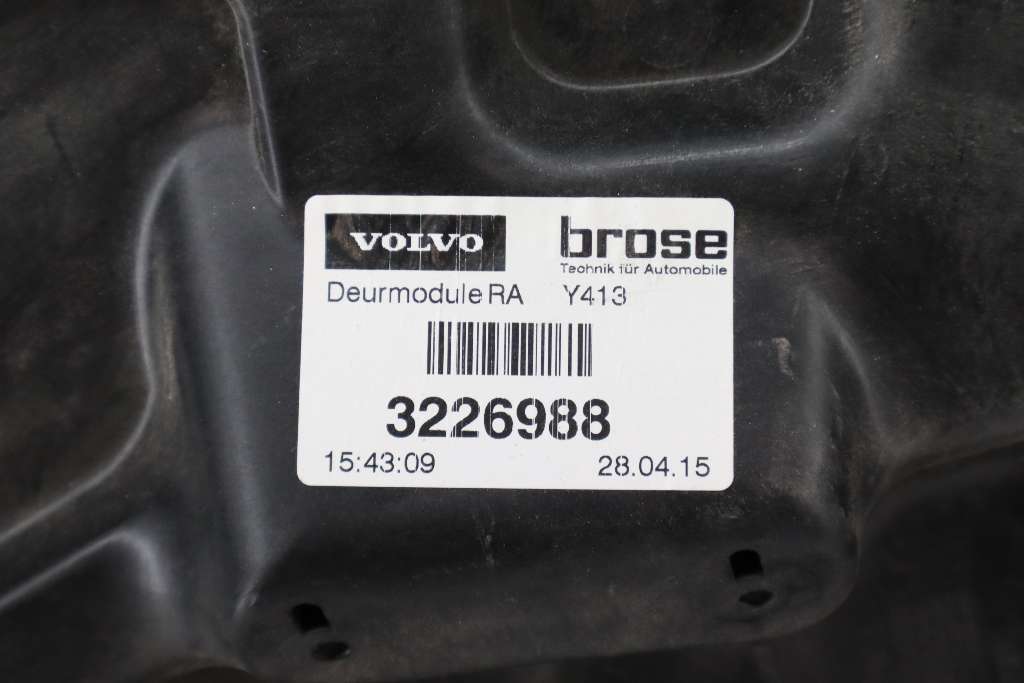 VOLVO brose
Technik für Automobile
Deurmodule RA Y413
3226988
15:43:09 28.04.15